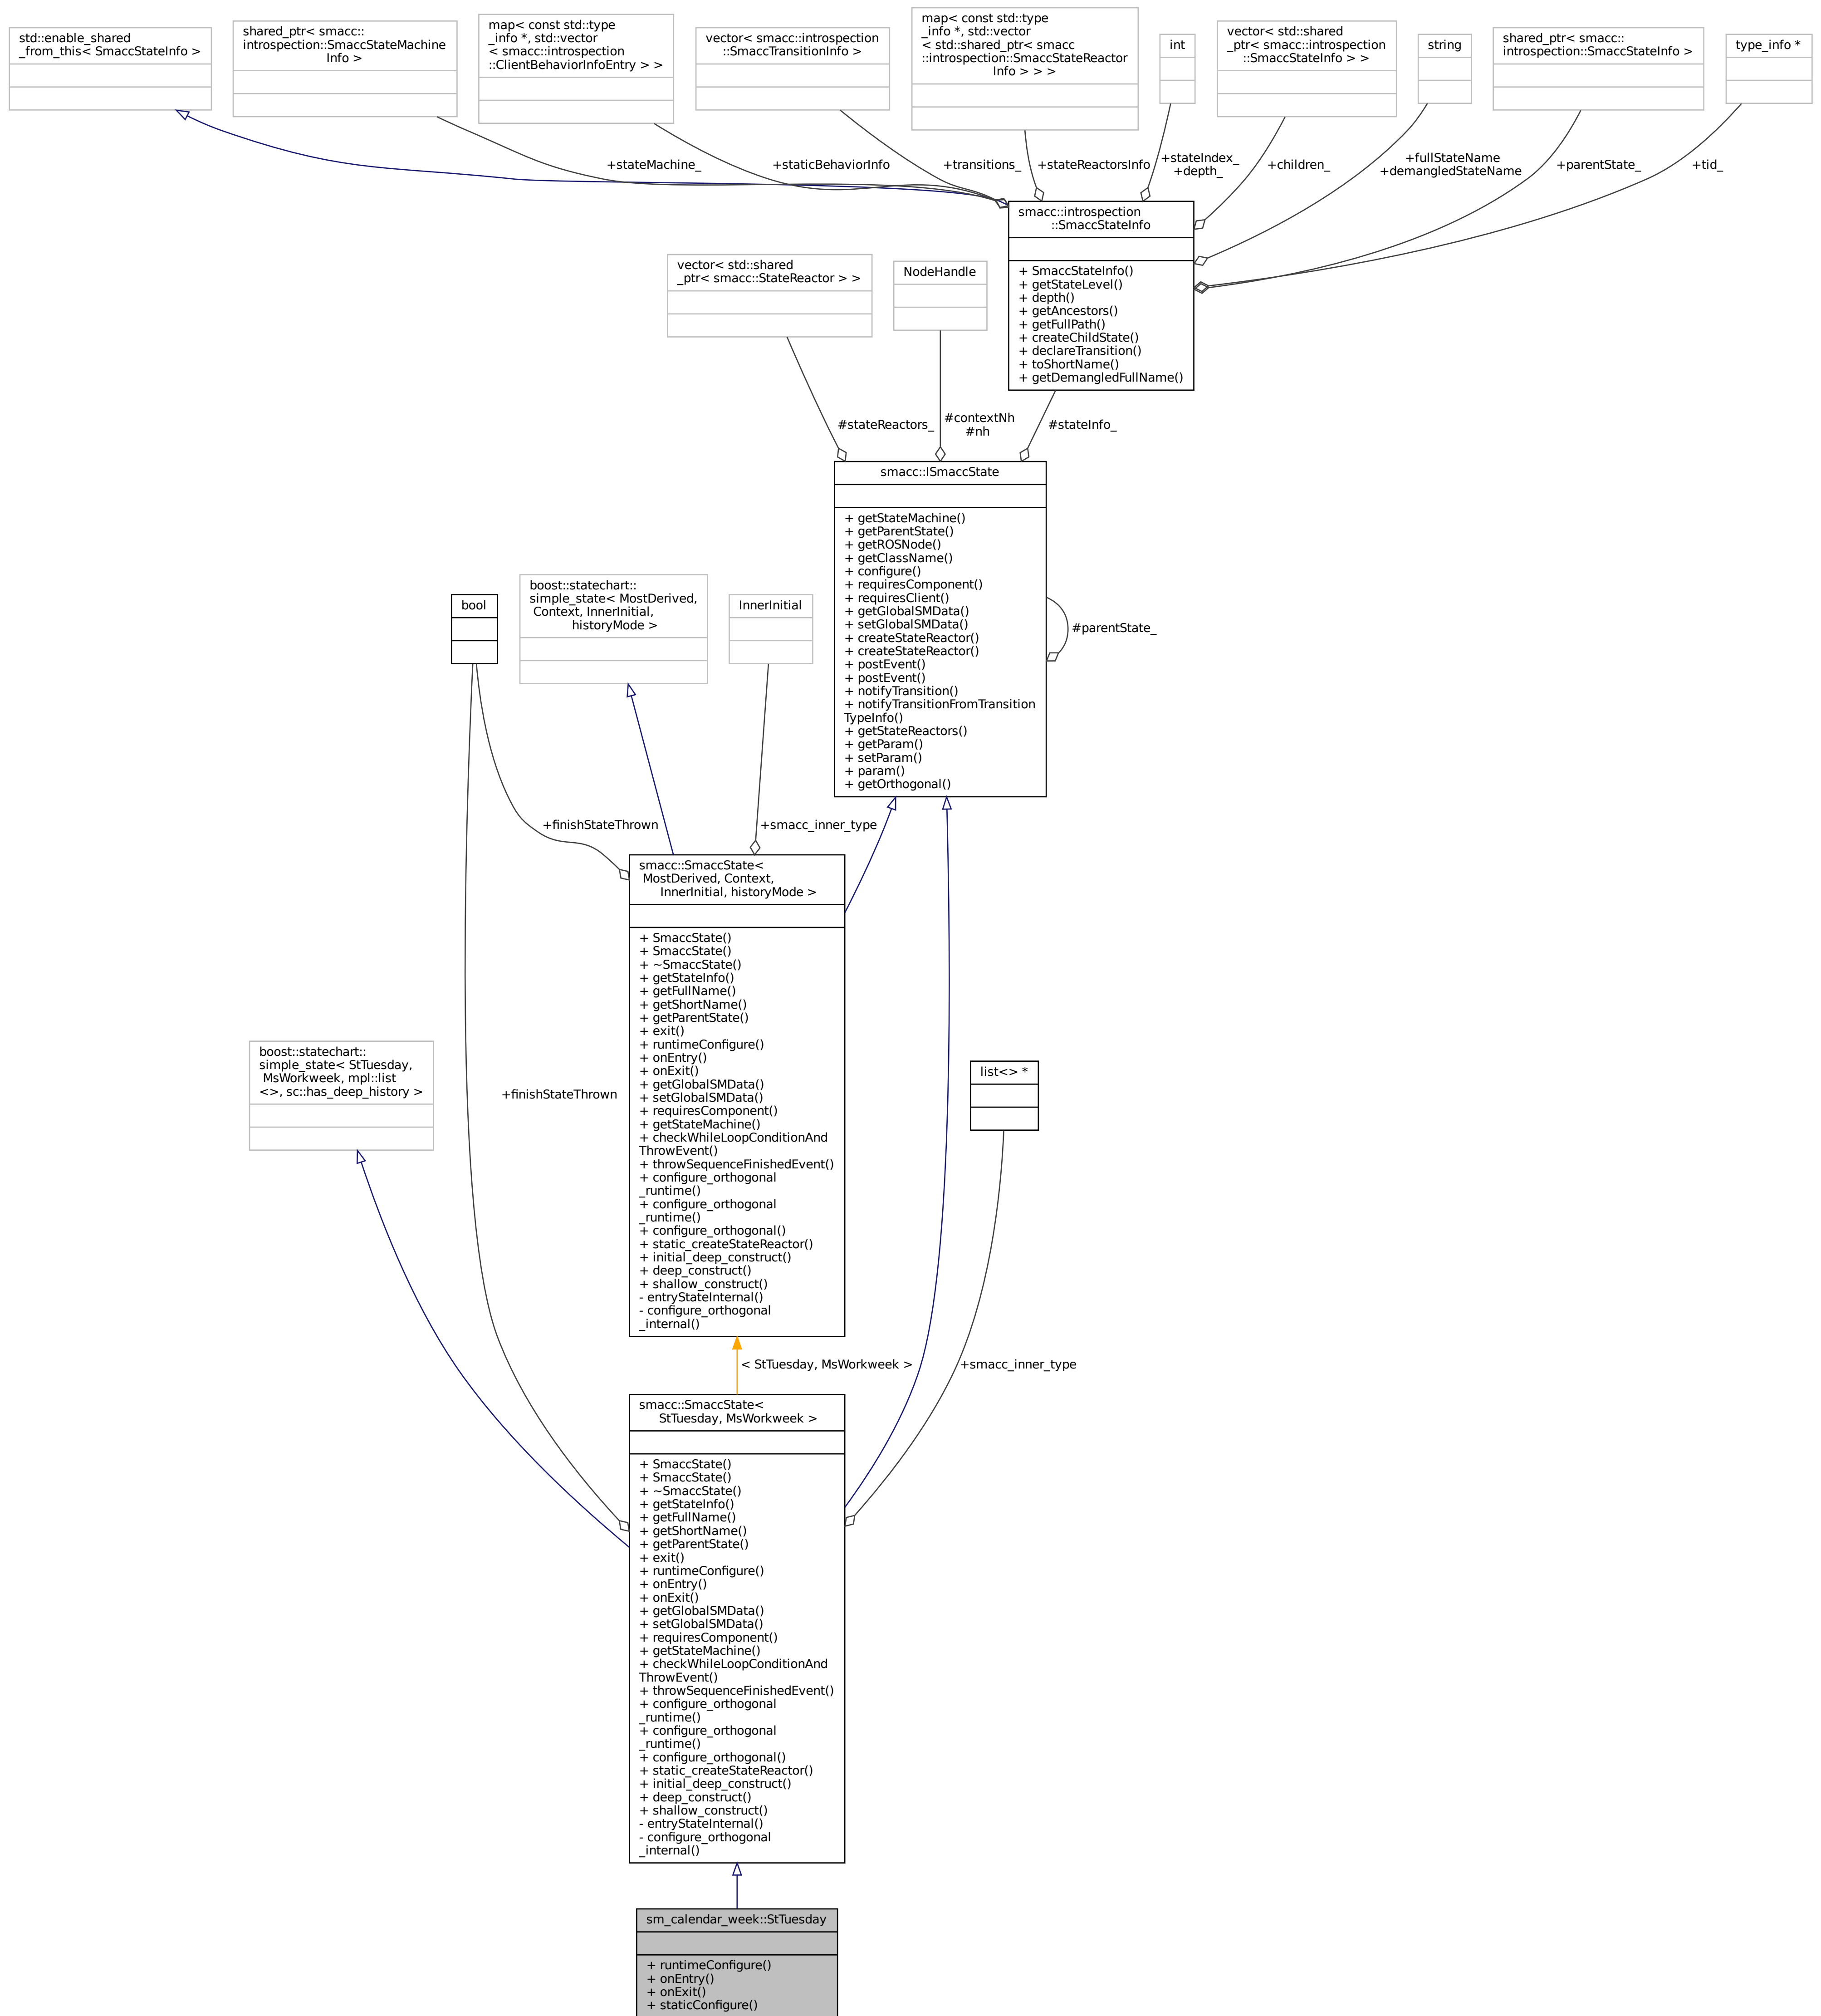 std::enable_shared
_from_this< SmaccStateInfo >
shared_ptr< smacc::
introspection::SmaccStateMachine
Info >
map< const std::type
_info *, std::vector
< smacc::introspection
::ClientBehaviorInfoEntry > >
vector< smacc::introspection
::SmaccTransitionInfo >
map< const std::type
_info *, std::vector
< std::shared_ptr< smacc
::introspection::SmaccStateReactor
Info > > >
int
vector< std::shared
_ptr< smacc::introspection
::SmaccStateInfo > >
string
shared_ptr< smacc::
introspection::SmaccStateInfo >
type_info *
+stateMachine_
+staticBehaviorInfo
+transitions_
+stateReactorsInfo
+stateIndex_
+depth_
+children_
+fullStateName
+demangledStateName
+parentState_
+tid_
smacc::introspection
::SmaccStateInfo
+ SmaccStateInfo()
+ getStateLevel()
+ depth()
+ getAncestors()
+ getFullPath()
+ createChildState()
+ declareTransition()
+ toShortName()
+ getDemangledFullName()
vector< std::shared
_ptr< smacc::StateReactor > >
NodeHandle
#stateReactors_
#contextNh
#nh
#stateInfo_
smacc::ISmaccState
+ getStateMachine()
+ getParentState()
+ getROSNode()
+ getClassName()
+ configure()
+ requiresComponent()
+ requiresClient()
+ getGlobalSMData()
+ setGlobalSMData()
+ createStateReactor()
+ createStateReactor()
+ postEvent()
+ postEvent()
+ notifyTransition()
+ notifyTransitionFromTransition
TypeInfo()
+ getStateReactors()
+ getParam()
+ setParam()
+ param()
+ getOrthogonal()
#parentState_
bool
boost::statechart::
simple_state< MostDerived,
Context, InnerInitial,
historyMode >
InnerInitial
+finishStateThrown
+smacc_inner_type
smacc::SmaccState<
MostDerived, Context,
InnerInitial, historyMode >
+ SmaccState()
+ SmaccState()
+ ~SmaccState()
+ getStateInfo()
+ getFullName()
+ getShortName()
+ getParentState()
+ exit()
+ runtimeConfigure()
+ onEntry()
+ onExit()
+ getGlobalSMData()
+ setGlobalSMData()
+ requiresComponent()
+ getStateMachine()
+ checkWhileLoopConditionAnd
ThrowEvent()
+ throwSequenceFinishedEvent()
+ configure_orthogonal
_runtime()
+ configure_orthogonal
_runtime()
+ configure_orthogonal()
+ static_createStateReactor()
+ initial_deep_construct()
+ deep_construct()
+ shallow_construct()
- entryStateInternal()
- configure_orthogonal
_internal()
boost::statechart::
simple_state< StTuesday,
MsWorkweek, mpl::list
<>, sc::has_deep_history >
+finishStateThrown
list<> *
< StTuesday, MsWorkweek >
+smacc_inner_type
smacc::SmaccState<
StTuesday, MsWorkweek >
+ SmaccState()
+ SmaccState()
+ ~SmaccState()
+ getStateInfo()
+ getFullName()
+ getShortName()
+ getParentState()
+ exit()
+ runtimeConfigure()
+ onEntry()
+ onExit()
+ getGlobalSMData()
+ setGlobalSMData()
+ requiresComponent()
+ getStateMachine()
+ checkWhileLoopConditionAnd
ThrowEvent()
+ throwSequenceFinishedEvent()
+ configure_orthogonal
_runtime()
+ configure_orthogonal
_runtime()
+ configure_orthogonal()
+ static_createStateReactor()
+ initial_deep_construct()
+ deep_construct()
+ shallow_construct()
- entryStateInternal()
- configure_orthogonal
_internal()
sm_calendar_week::StTuesday
+ runtimeConfigure()
+ onEntry()
+ onExit()
+ staticConfigure()